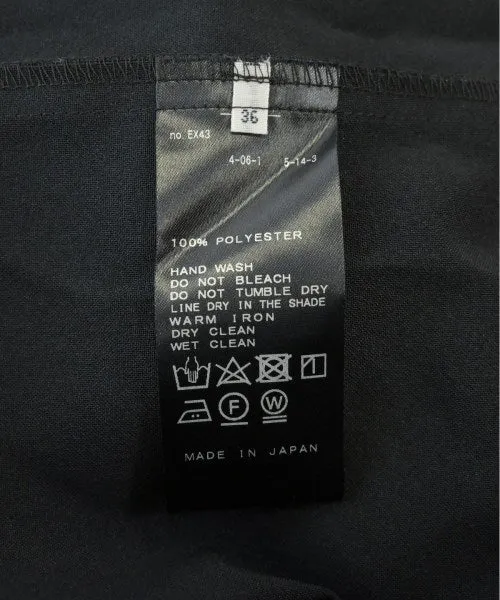 36
no. EX43
4-06-1 5-14-3
100% POLYESTER
HAND WASH
DO NOT BLEACH
DO NOT TUMBLE DRY
LINE DRY IN THE SHADE
WARM IRON
DRY CLEAN
WET CLEAN
F W
MADE IN JAPAN